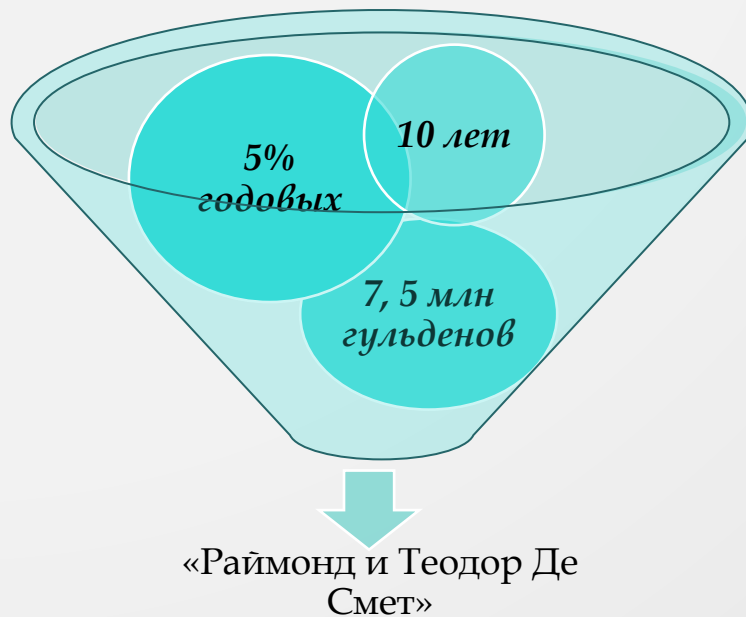 10 лет
5%
годовых
7, 5 млн
гульденов
«Раймонд и Теодор Де
Смет»